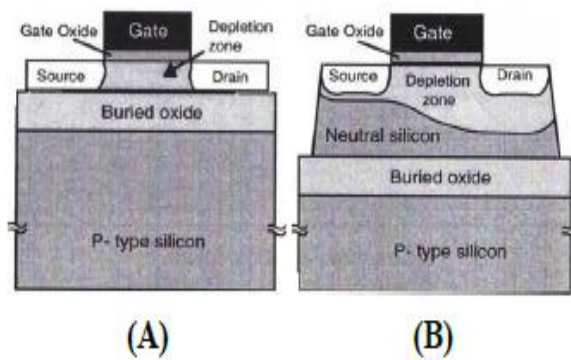 Gate
Depletion
zone
Gate Oxide
Source
Drain
Buried oxide
P- type silicon
(A)
Gate
Gate Oxide
Source
Depletion
zone
Drain
Neutral silicon
Buried oxide
P- type silicon
(B)